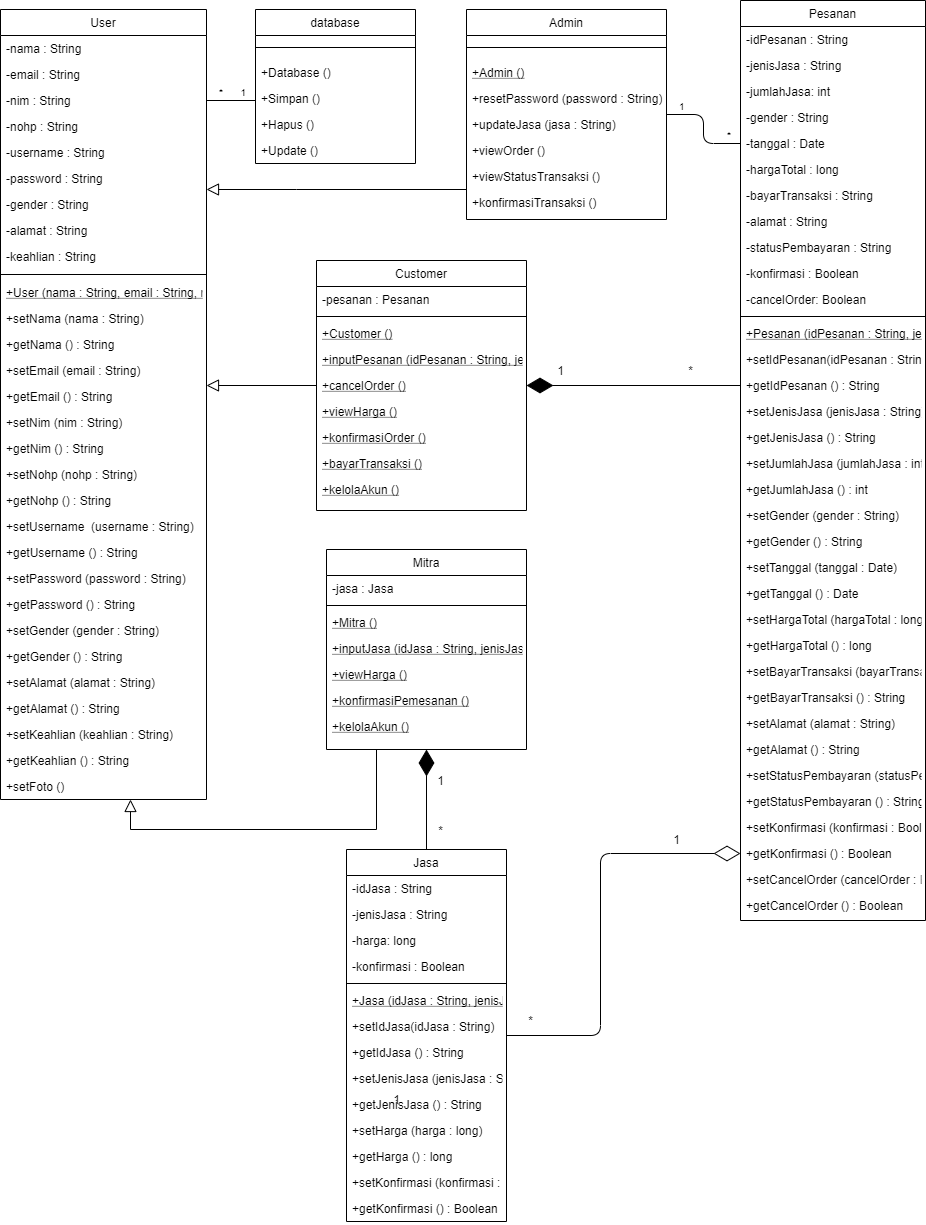 User
-nama : String
-email : String
-nim : String
-nohp : String
-username : String
-password : String
-gender : String
-alamat : String
-keahlian : String
+User (nama : String, email : String,
+setNama (nama : String)
+getNama () : String
+setEmail (email : String)
+getEmail () : String
+setNim (nim : String)
+getNim () : String
+setNohp (nohp : String)
+getNohp () : String
+setUsername  (username : String)
+getUsername () : String
+setPassword (password : String)
+getPassword () : String
+setGender (gender : String)
+getGender () : String
+setAlamat (alamat : String)
+getAlamat () : String
+setKeahlian (keahlian : String)
+getKeahlian () : String
+setFoto ()
*
1
database
+Database ()
+Simpan ()
+Hapus ()
+Update ()
Admin
+Admin ()
+resetPassword (password : String)
+updateJasa (jasa : String)
+viewOrder ()
+viewStatusTransaksi ()
+konfirmasiTransaksi ()
1
*
Customer
-pesanan : Pesanan
+Customer ()
+inputPesanan (idPesanan : String, je
+cancelOrder ()
+viewHarga ()
+konfirmasiOrder ()
+bayarTransaksi ()
+kelolaAkun ()
1
*
Mitra
-jasa : Jasa
+Mitra ()
+inputJasa (idJasa : String, jenisJas
+viewHarga ()
+konfirmasiPemesanan ()
+kelolaAkun ()
1
*
Jasa
-idJasa : String
-jenisJasa : String
-harga: long
-konfirmasi : Boolean
+Jasa (idJasa : String, jenisJ
+setIdJasa(idJasa : String)
+getIdJasa () : String
+setJenisJasa (jenisJasa : S
1
+getJenisJasa () : String
+setHarga (harga : long)
+getHarga () : long
+setKonfirmasi (konfirmasi :
+getKonfirmasi () : Boolean
1
*
Pesanan
-idPesanan : String
-jenisJasa : String
-jumlahJasa: int
-gender : String
-tanggal : Date
-hargaTotal : long
-bayarTransaksi : String
-alamat : String
-statusPembayaran : String
-konfirmasi : Boolean
-cancelOrder: Boolean
+Pesanan (idPesanan : String, je
+setIdPesanan(idPesanan : Strin
+getIdPesanan () : String
+setJenisJasa (jenisJasa : String
+getJenisJasa () : String
+setJumlahJasa (jumlahJasa : int
+getJumlahJasa () : int
+setGender (gender : String)
+getGender () : String
+setTanggal (tanggal : Date)
+getTanggal () : Date
+setHargaTotal (hargaTotal : long
+getHargaTotal () : long
+setBayarTransaksi (bayarTransa
+getBayarTransaksi () : String
+setAlamat (alamat : String)
+getAlamat () : String
+setStatusPembayaran (statusPe
+getStatusPembayaran () : String
+setKonfirmasi (konfirmasi : Bool
+getKonfirmasi () : Boolean
+setCancelOrder (cancelOrder :
+getCancelOrder () : Boolean